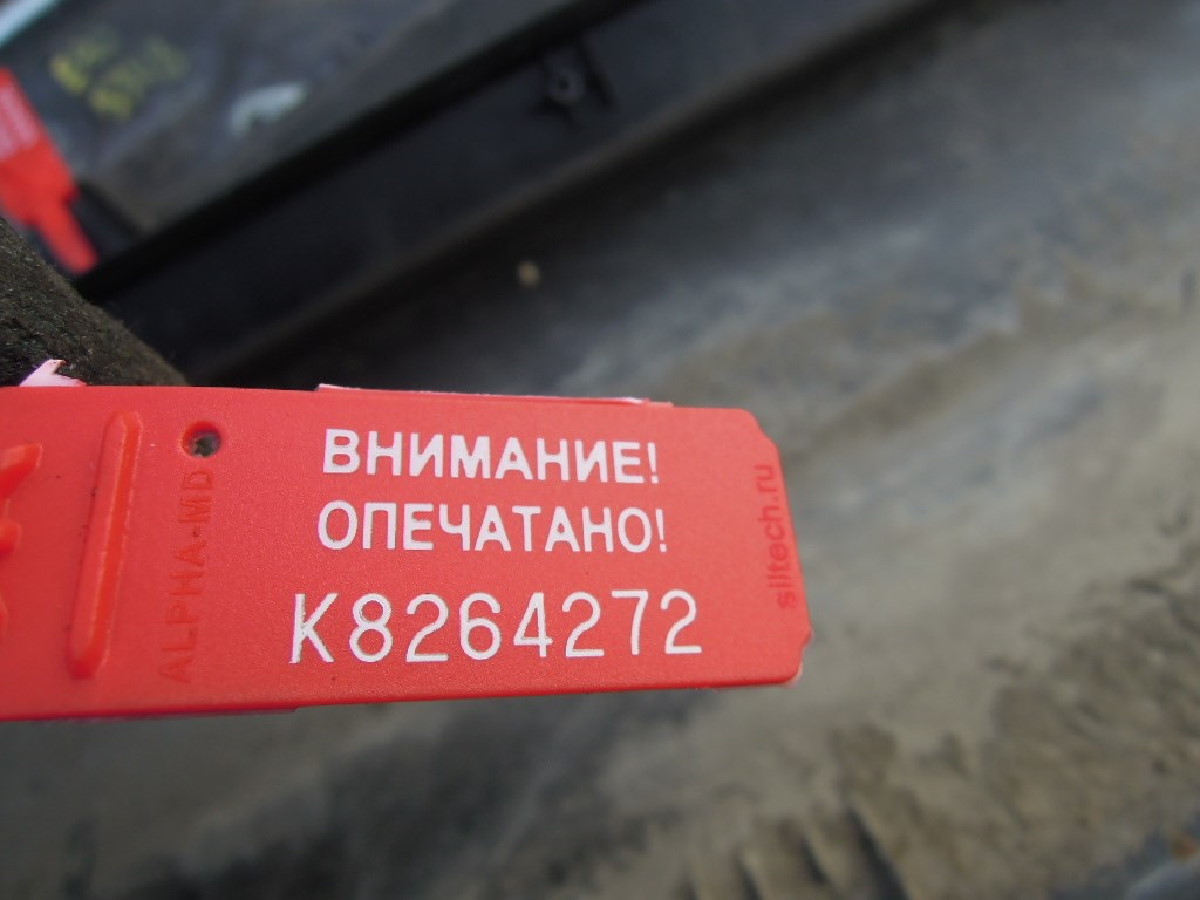 ВНИМАНИЕ!
ОПЕЧАТАНО!
K8264272
ALPHA-MD
siltech.ru